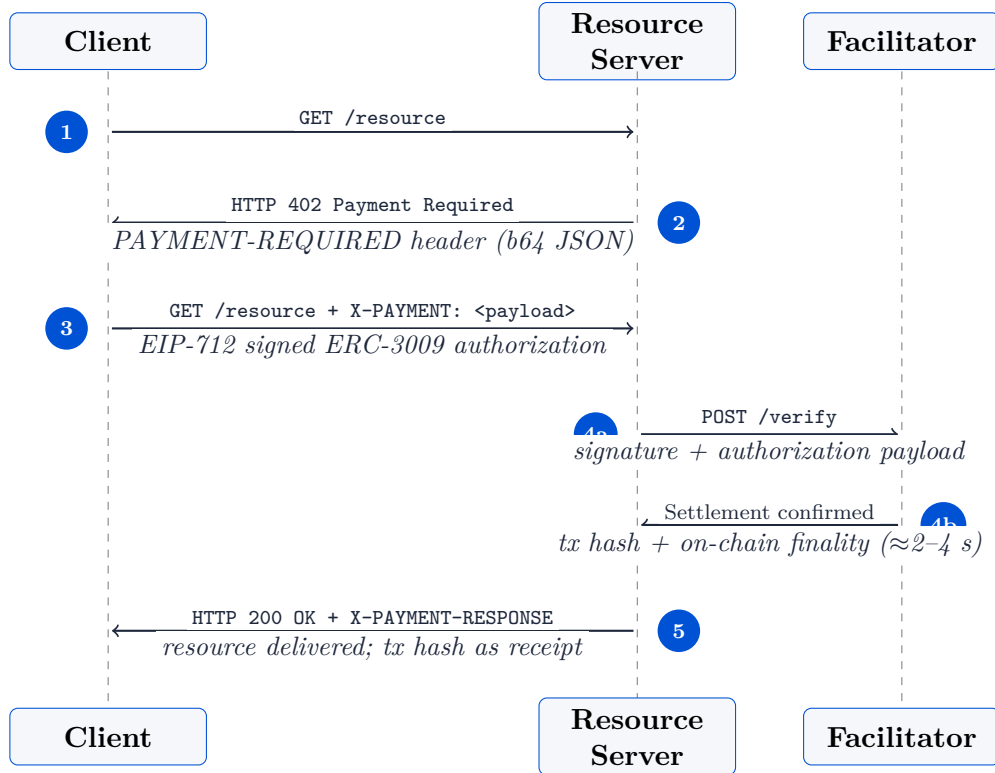 Client
Resource
Server
Facilitator
GET /resource
1
HTTP 402 Payment Required
2
PAYMENT-REQUIRED header (b64 JSON)
GET /resource + X-PAYMENT: <payload>
3
EIP-712 signed ERC-3009 authorization
POST /verify
4a
signature + authorization payload
Settlement confirmed
4b
tx hash + on-chain finality (≈2–4 s)
HTTP 200 OK + X-PAYMENT-RESPONSE
5
resource delivered; tx hash as receipt
Client
Resource
Server
Facilitator